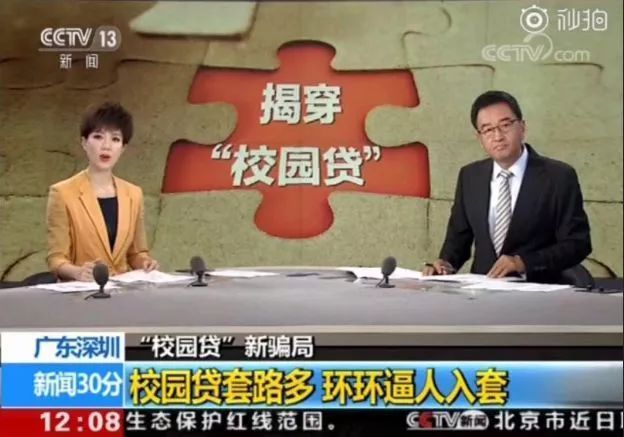 CCTV 13
新闻
秒拍
CCTV.com
揭穿
“校园贷”
广东深圳
“校园贷”新骗局
新闻30分
校园贷套路多 环环逼人入套
12:08
生态保护红线范围。
CCTV新闻
北京市近日